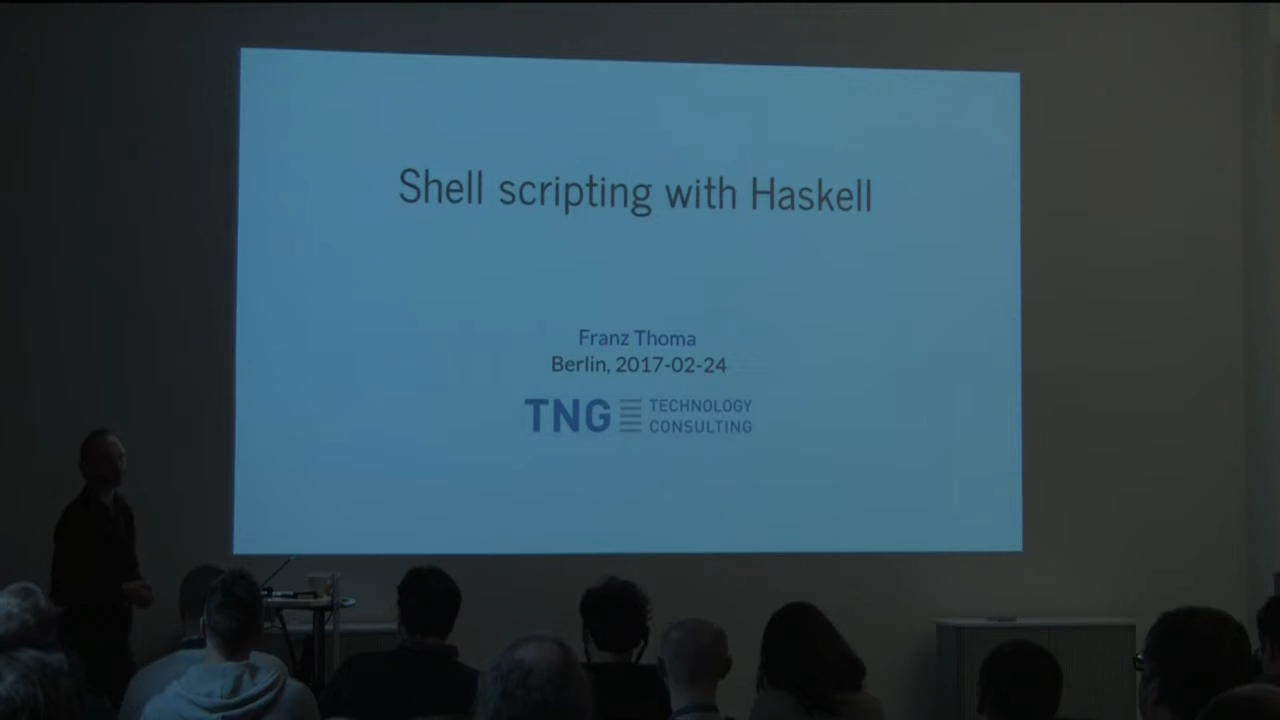 Shell scripting with Haskell
Franz Thoma
Berlin, 2017-02-24
TNG TECHNOLOGY
CONSULTING